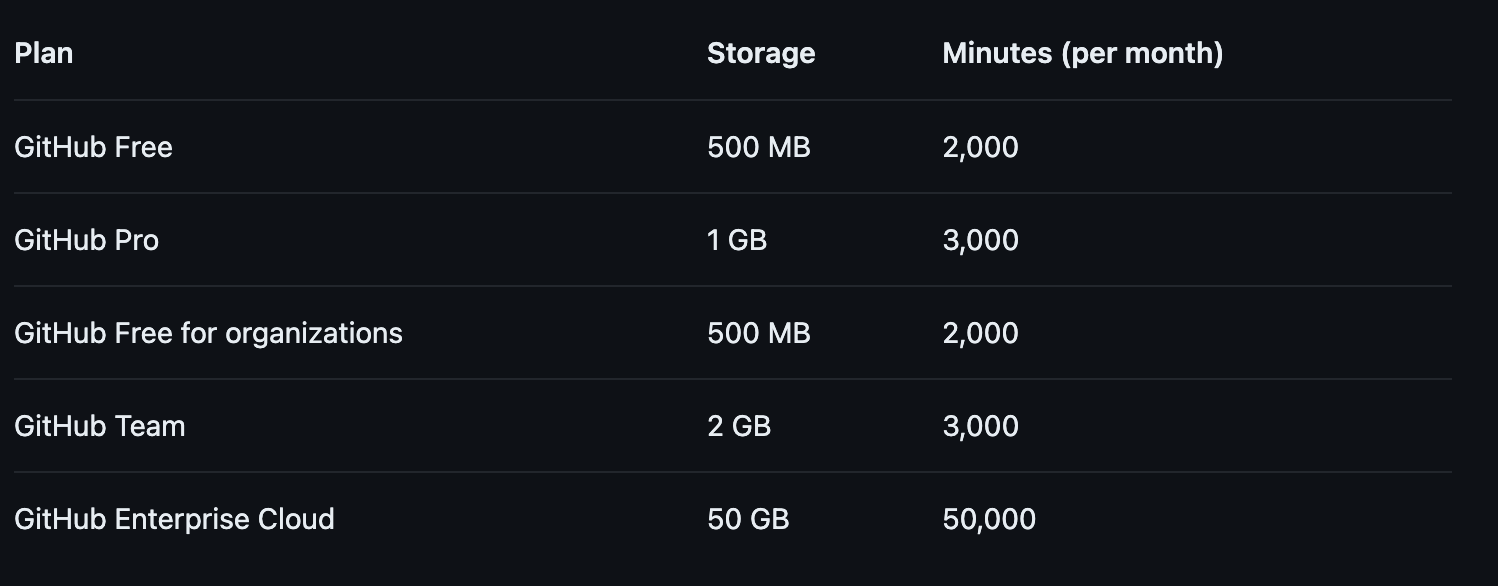 Plan Storage Minutes (per month)
GitHub Free 500 MB 2,000
GitHub Pro 1 GB 3,000
GitHub Free for organizations 500 MB 2,000
GitHub Team 2 GB 3,000
GitHub Enterprise Cloud 50 GB 50,000